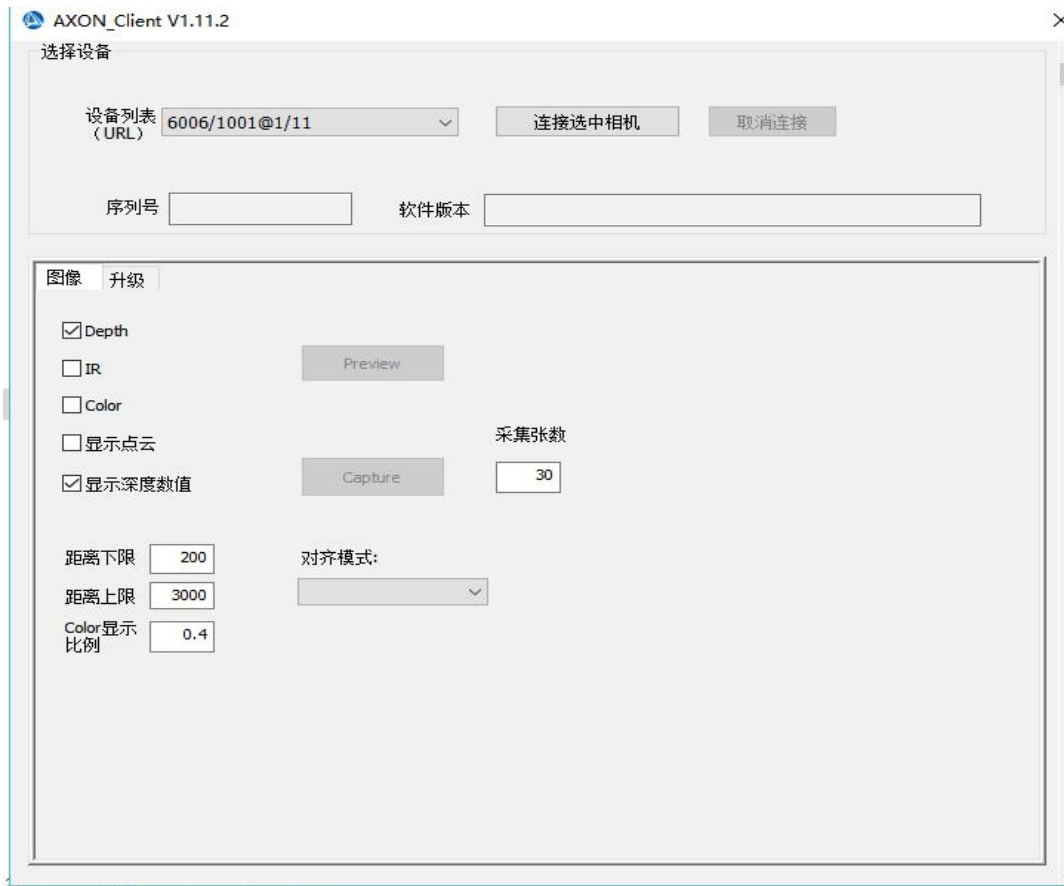 AXON_Client V1.11.2
选择设备
设备列表
（URL）
6006/1001@1/11
连接选中相机
取消连接
序列号
软件版本
图像
升级
Depth
IR
Preview
Color
采集张数
显示点云
显示深度数值
Capture
30
距离下限
200
对齐模式:
距离上限
3000
Color显示
比例
0.4